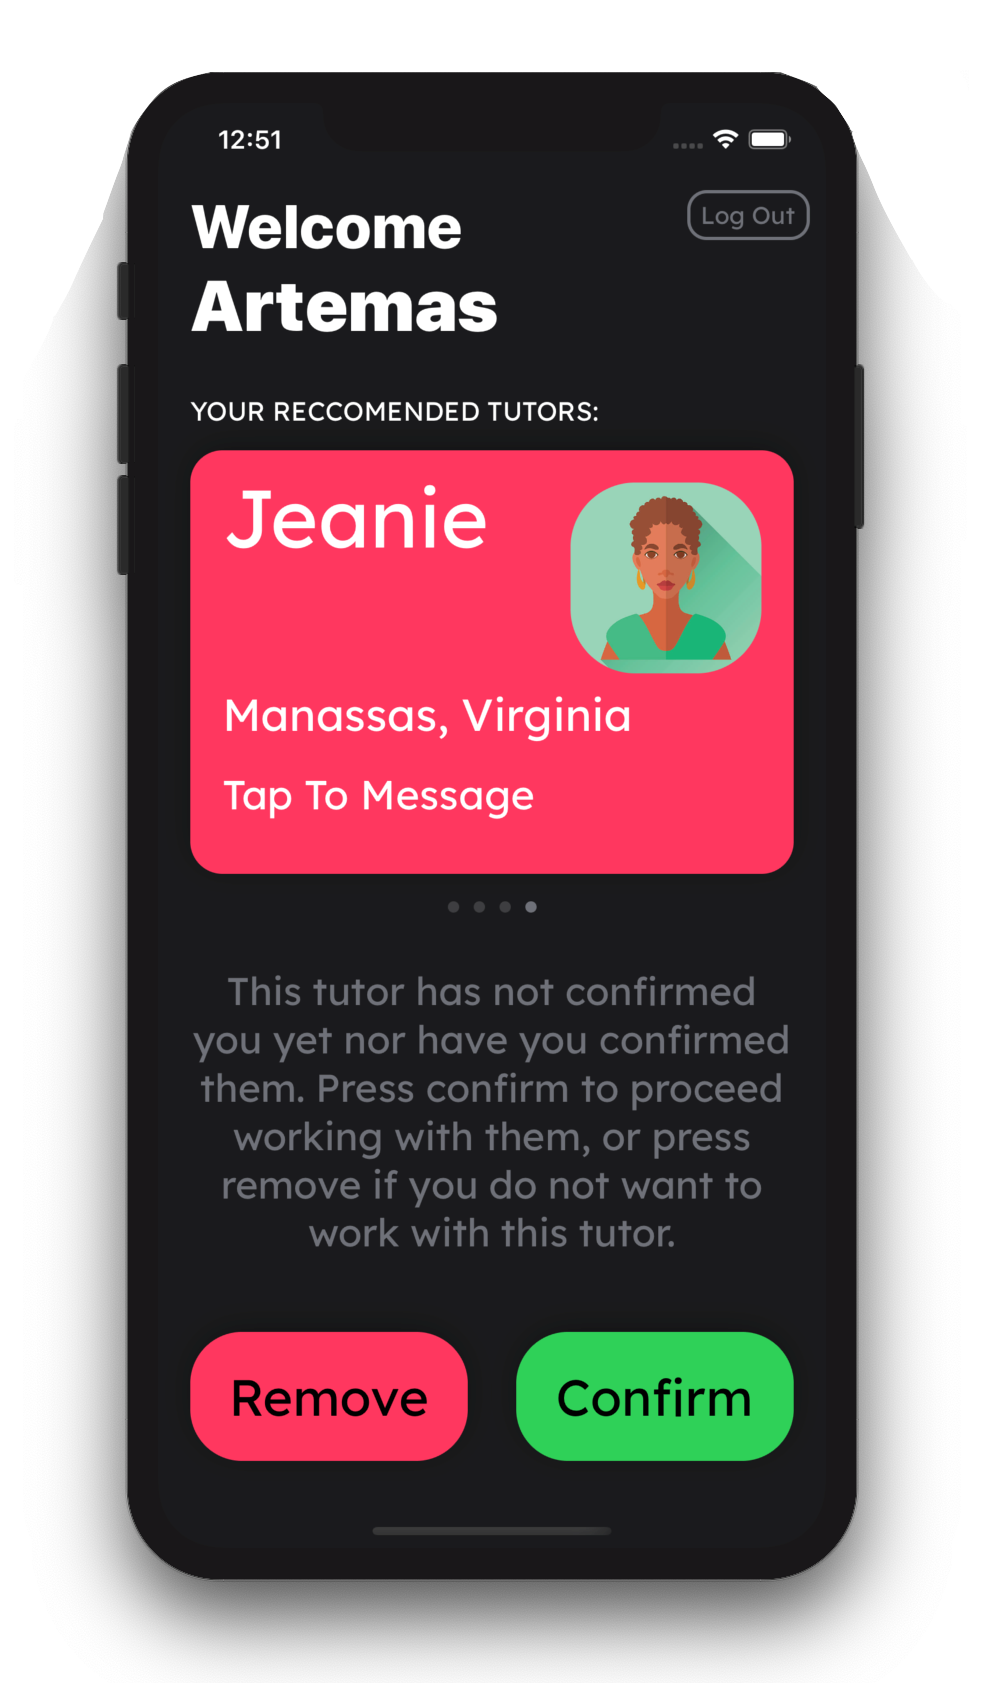 12:51
Log Out
Welcome
Artemas
YOUR RECCOMENDED TUTORS:
Jeanie
Manassas, Virginia
Tap To Message
This tutor has not confirmed
you yet nor have you confirmed
them. Press confirm to proceed
working with them, or press
remove if you do not want to
work with this tutor.
Remove
Confirm